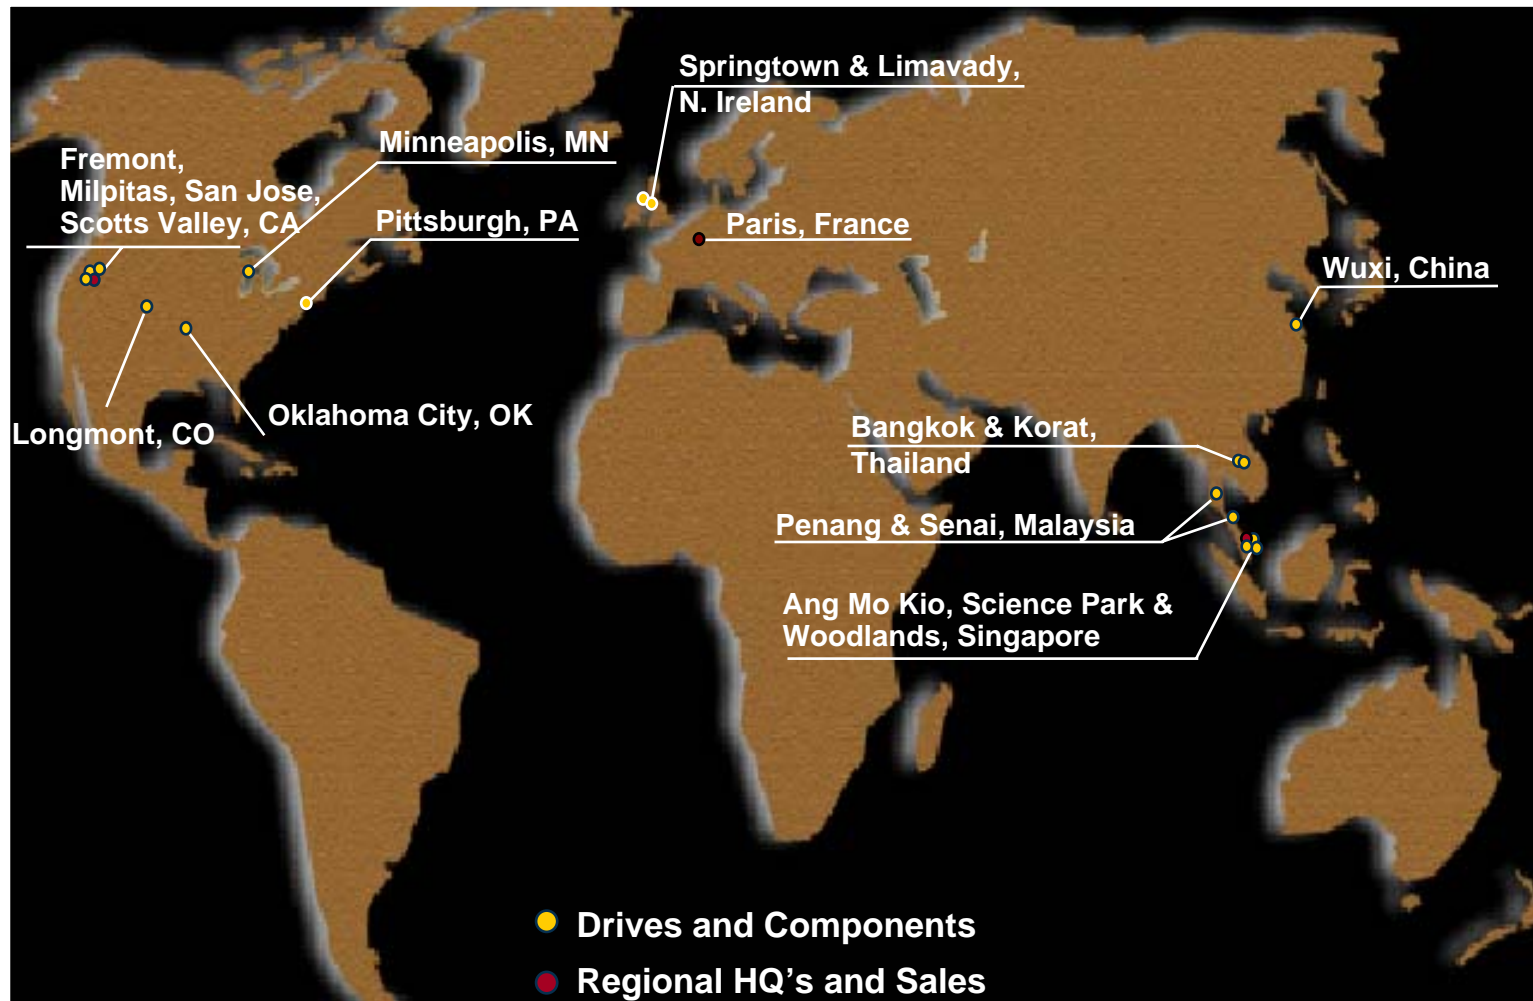 Springtown & Limavady,
N. Ireland
Minneapolis, MN
Fremont,
Milpitas, San Jose,
Scotts Valley, CA
Pittsburgh, PA
Paris, France
Wuxi, China
Longmont, CO
Oklahoma City, OK
Bangkok & Korat,
Thailand
Penang & Senai, Malaysia
Ang Mo Kio, Science Park &
Woodlands, Singapore
Drives and Components
Regional HQ's and Sales